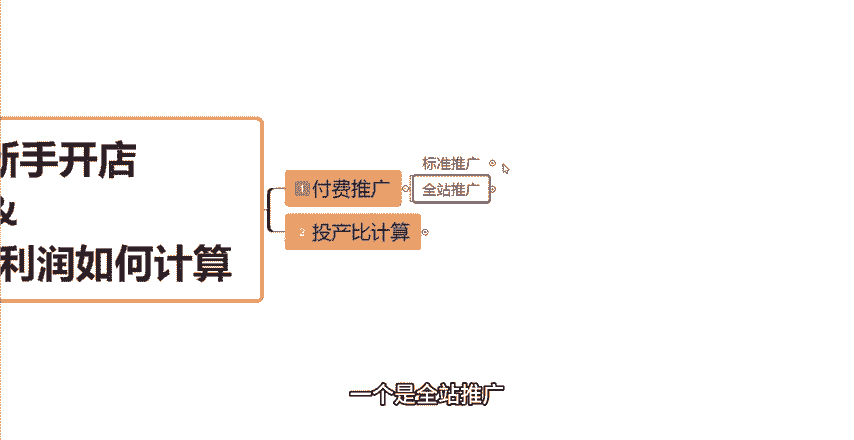 新手开店
&
利润如何计算
1 付费推广
标准推广
全站推广
2 投产比计算
一个是全站推广